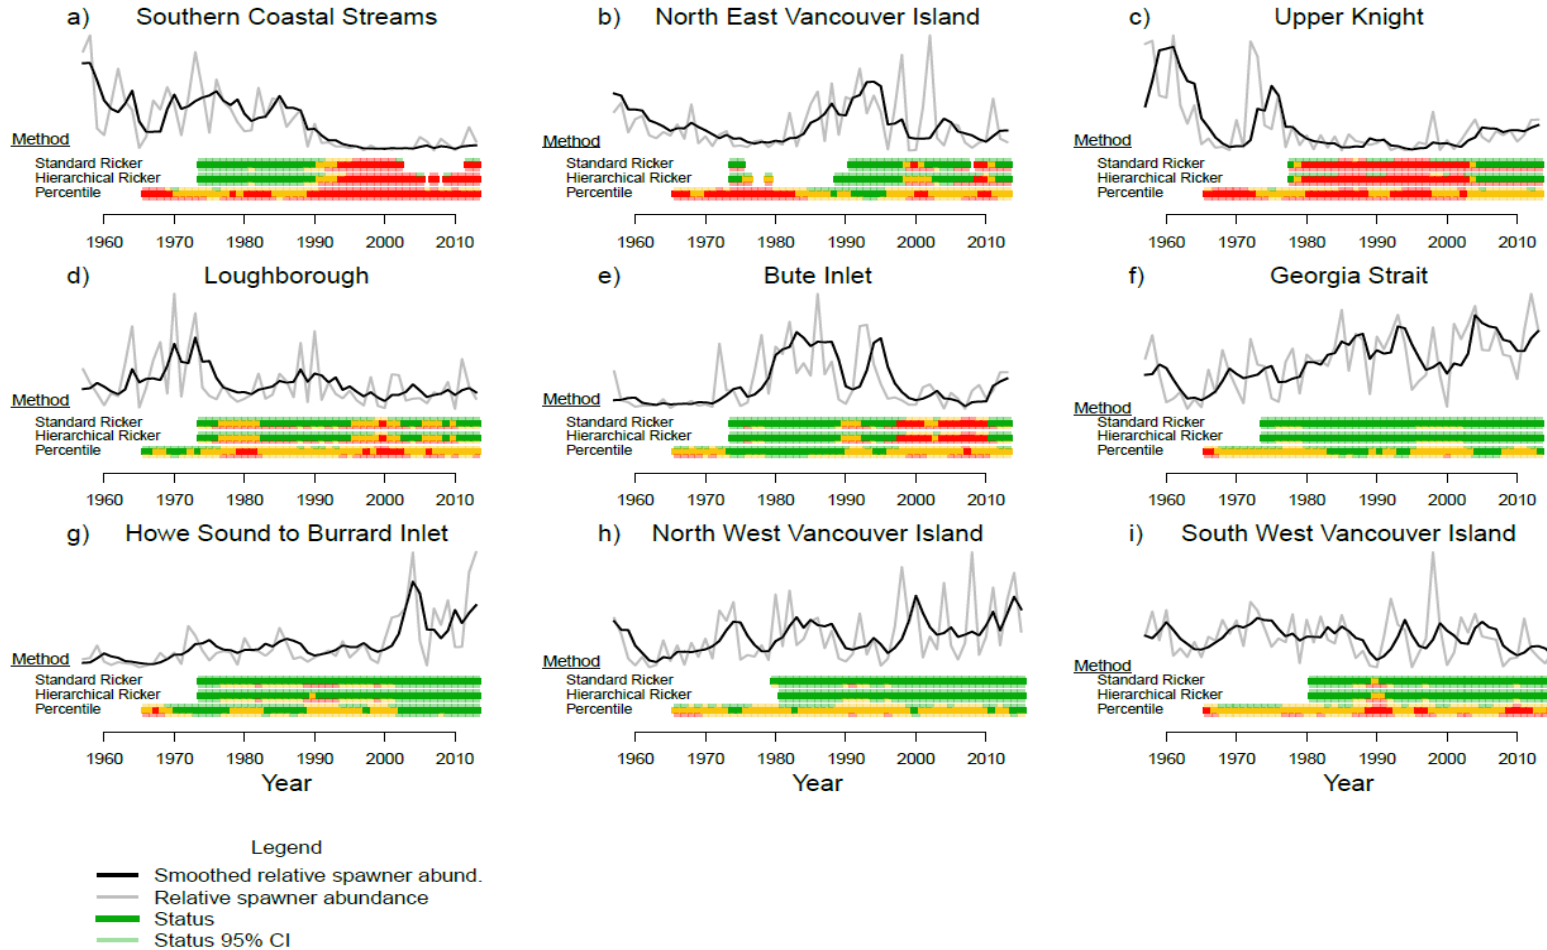 a) Southern Coastal Streams
b) North East Vancouver Island
c) Upper Knight
Method
Standard Ricker
Hierarchical Ricker
Percentile
1960 1970 1980 1990 2000 2010
Method
Standard Ricker
Hierarchical Ricker
Percentile
1960 1970 1980 1990 2000 2010
Method
Standard Ricker
Hierarchical Ricker
Percentile
1960 1970 1980 1990 2000 2010
d) Loughborough
e) Bute Inlet
f) Georgia Strait
Method
Standard Ricker
Hierarchical Ricker
Percentile
1960 1970 1980 1990 2000 2010
Method
Standard Ricker
Hierarchical Ricker
Percentile
1960 1970 1980 1990 2000 2010
Method
Standard Ricker
Hierarchical Ricker
Percentile
1960 1970 1980 1990 2000 2010
g) Howe Sound to Burrard Inlet
h) North West Vancouver Island
i) South West Vancouver Island
Method
Standard Ricker
Hierarchical Ricker
Percentile
1960 1970 1980 1990 2000 2010
Year
Method
Standard Ricker
Hierarchical Ricker
Percentile
1960 1970 1980 1990 2000 2010
Year
Method
Standard Ricker
Hierarchical Ricker
Percentile
1960 1970 1980 1990 2000 2010
Year
Legend
Smoothed relative spawner abund.
Relative spawner abundance
Status
Status 95% CI